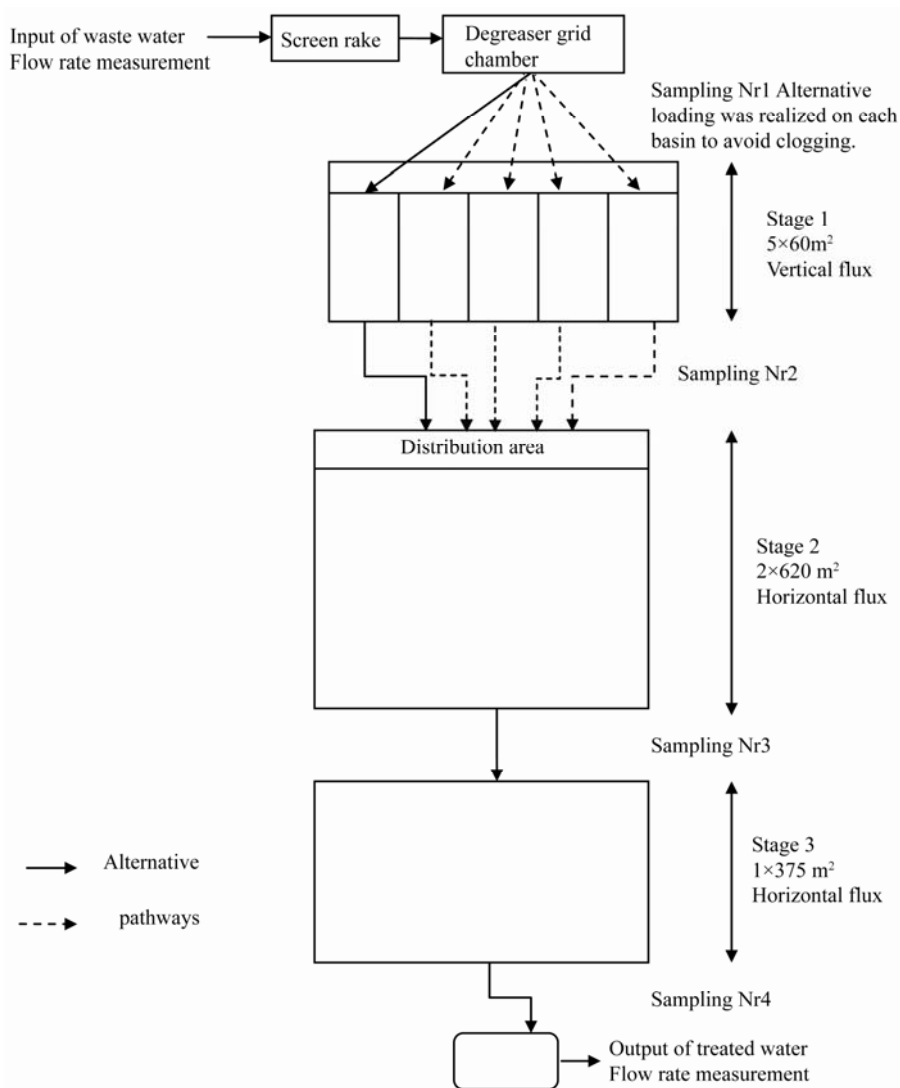 Input of waste water
Flow rate measurement
Screen rake
Degreaser grid
chamber
Sampling Nr1 Alternative
loading was realized on each
basin to avoid clogging.
Stage 1
5×60m²
Vertical flux
Sampling Nr2
Distribution area
Stage 2
2×620 m²
Horizontal flux
Sampling Nr3
Stage 3
1×375 m²
Horizontal flux
Alternative
pathways
Sampling Nr4
Output of treated water
Flow rate measurement